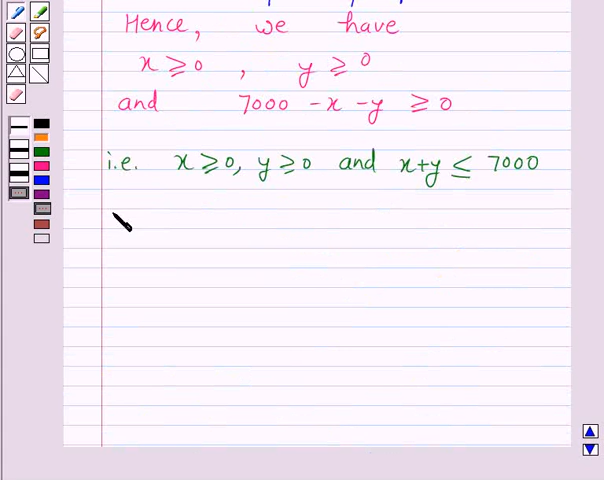 Hence, we have
x ≥ 0 , y ≥ 0
and 7000 - x - y ≥ 0
i.e. x ≥ 0, y ≥ 0 and x+y ≤ 7000